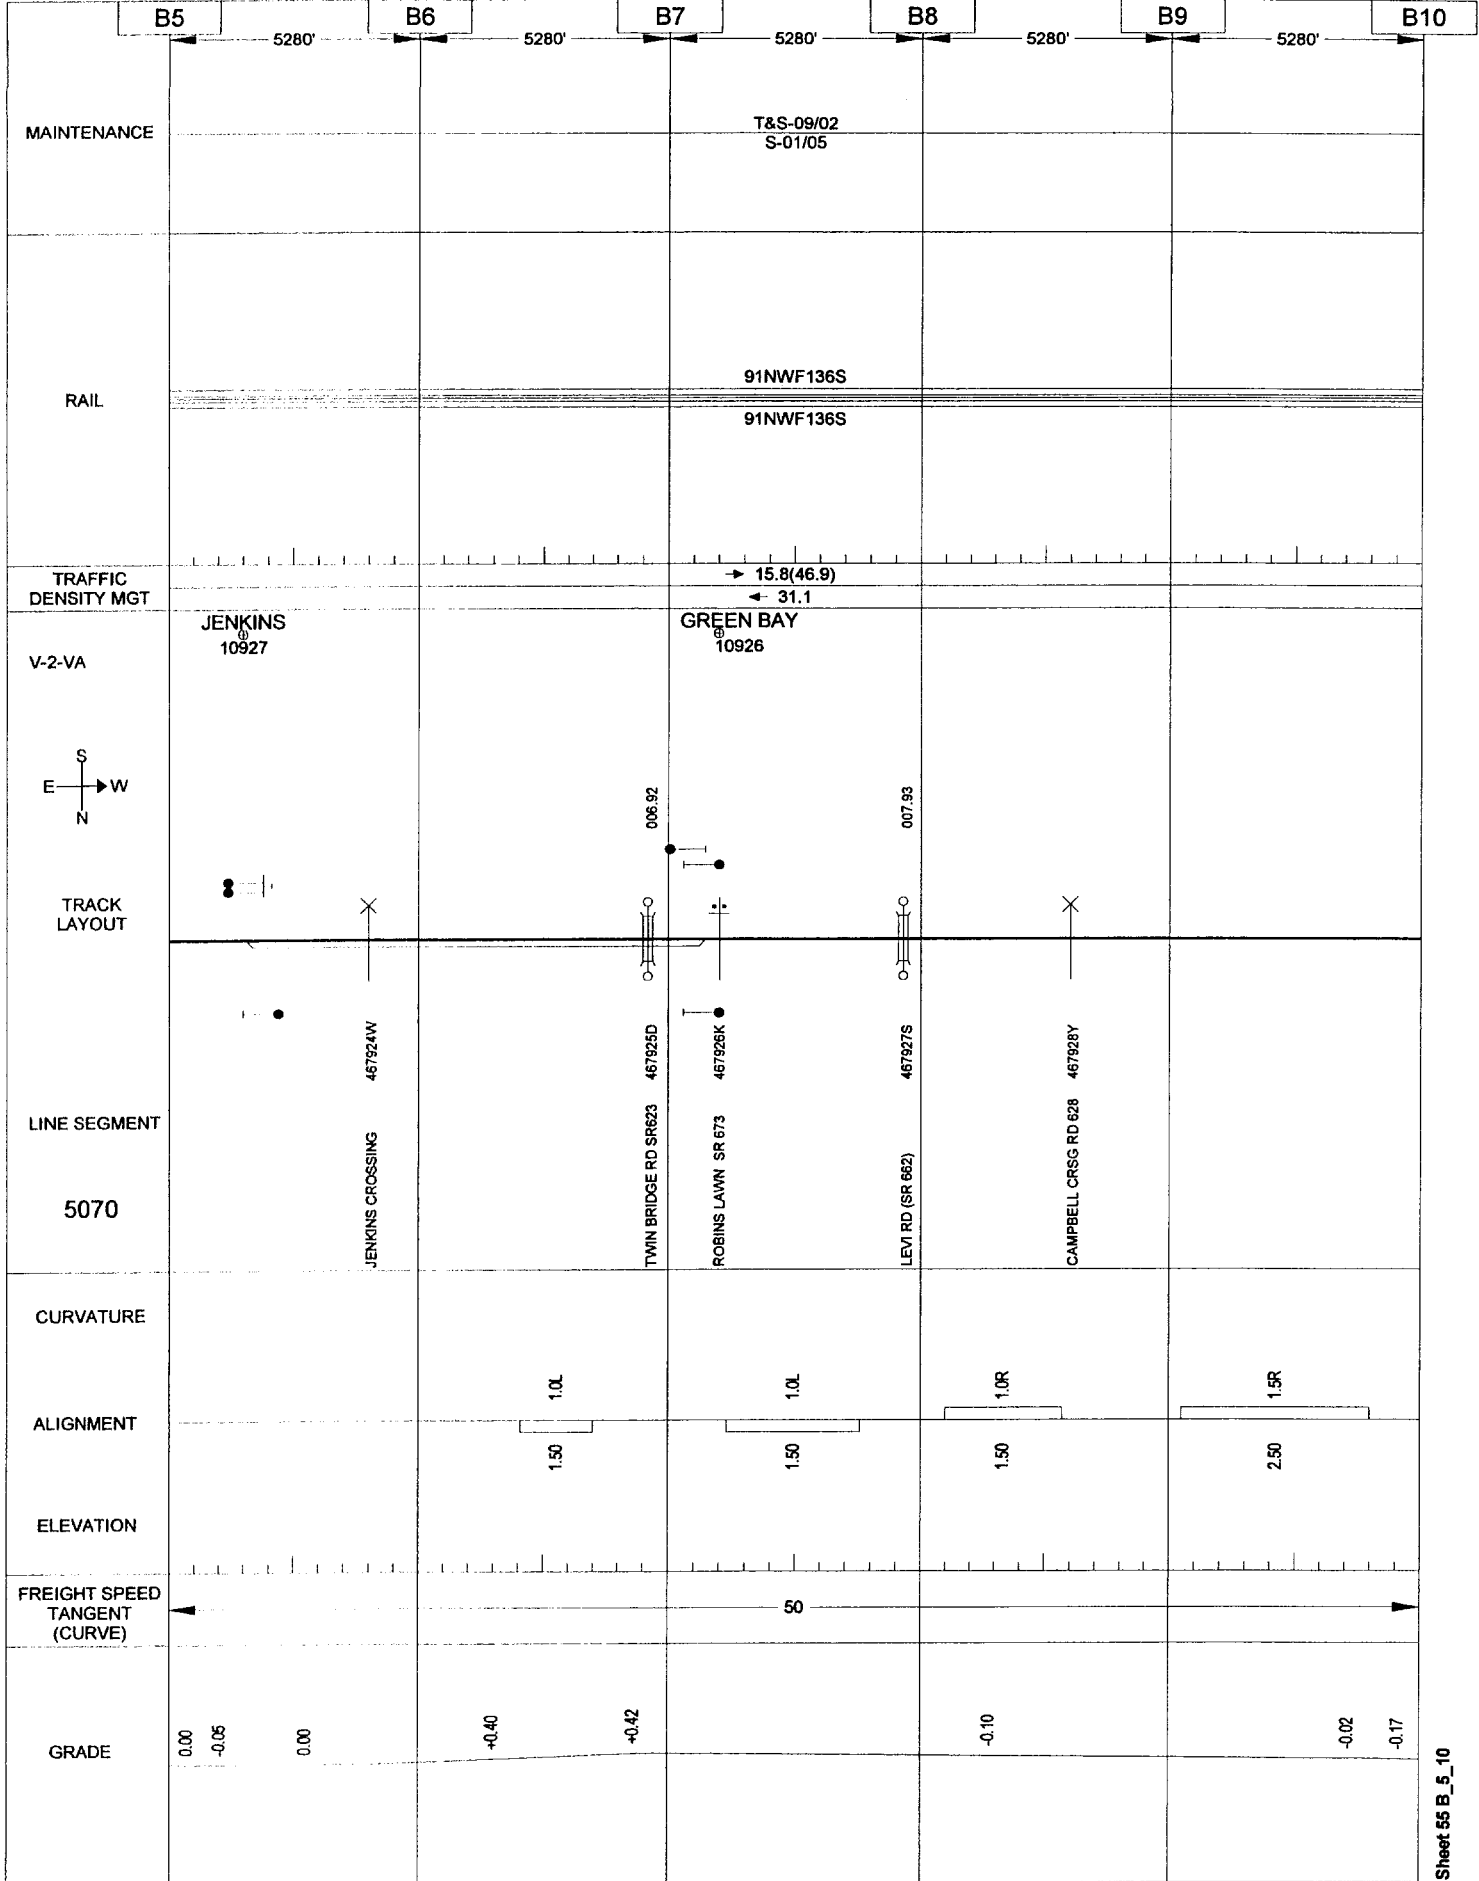 B5 B6 B7 B8 B9 B10
5280' 5280' 5280' 5280' 5280'
MAINTENANCE
T&S-09/02
S-01/05
RAIL
91NWF136S
91NWF136S
TRAFFIC
DENSITY MGT
15.8(46.9)
31.1
JENKINS
10927
GREEN BAY
10926
V-2-VA
S
E W
N
006.92
007.93
TRACK
LAYOUT
JENKINS CROSSING 467924W
TWIN BRIDGE RD SR623 467925D
ROBINS LAWN SR 673 467926K
LEVI RD (SR 662) 467927S
CAMPBELL CRSG RD 628 467928Y
LINE SEGMENT
5070
CURVATURE
1.0L 1.0L 1.0R 1.5R
ALIGNMENT
1.50 1.50 1.50 2.50
ELEVATION
FREIGHT SPEED
TANGENT
(CURVE)
50
GRADE
0.00 -0.05 0.00 +0.40 +0.42 -0.10 -0.02 -0.17
Sheet 55 B_5_10